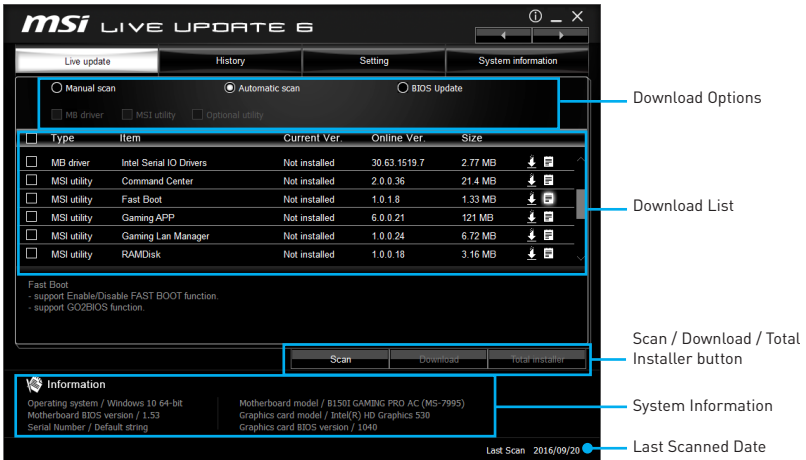 msi LIVE UPDATE 6
Live update History Setting System information
Manual scan Automatic scan BIOS Update
MB driver MSI utility Optional utility
Download Options
Type Item Current Ver. Online Ver. Size
MB driver Intel Serial IO Drivers Not installed 30.63.1519.7 2.77 MB
MSI utility Command Center Not installed 2.0.0.36 21.4 MB
MSI utility Fast Boot Not installed 1.0.1.8 1.33 MB
MSI utility Gaming APP Not installed 6.0.0.21 121 MB
MSI utility Gaming Lan Manager Not installed 1.0.0.24 6.72 MB
MSI utility RAMDisk Not installed 1.0.0.18 3.16 MB
Download List
Fast Boot
- support Enable/Disable FAST BOOT function.
- support GO2BIOS function.
Scan Download Total Installer
Scan / Download / Total
Installer button
Information
Operating system / Windows 10 64-bit
Motherboard BIOS version / 1.53
Serial Number / Default string
Motherboard model / B150I GAMING PRO AC (MS-7995)
Graphics card model / Intel(R) HD Graphics 530
Graphics card BIOS version / 1040
System Information
Last Scan 2016/09/20
Last Scanned Date